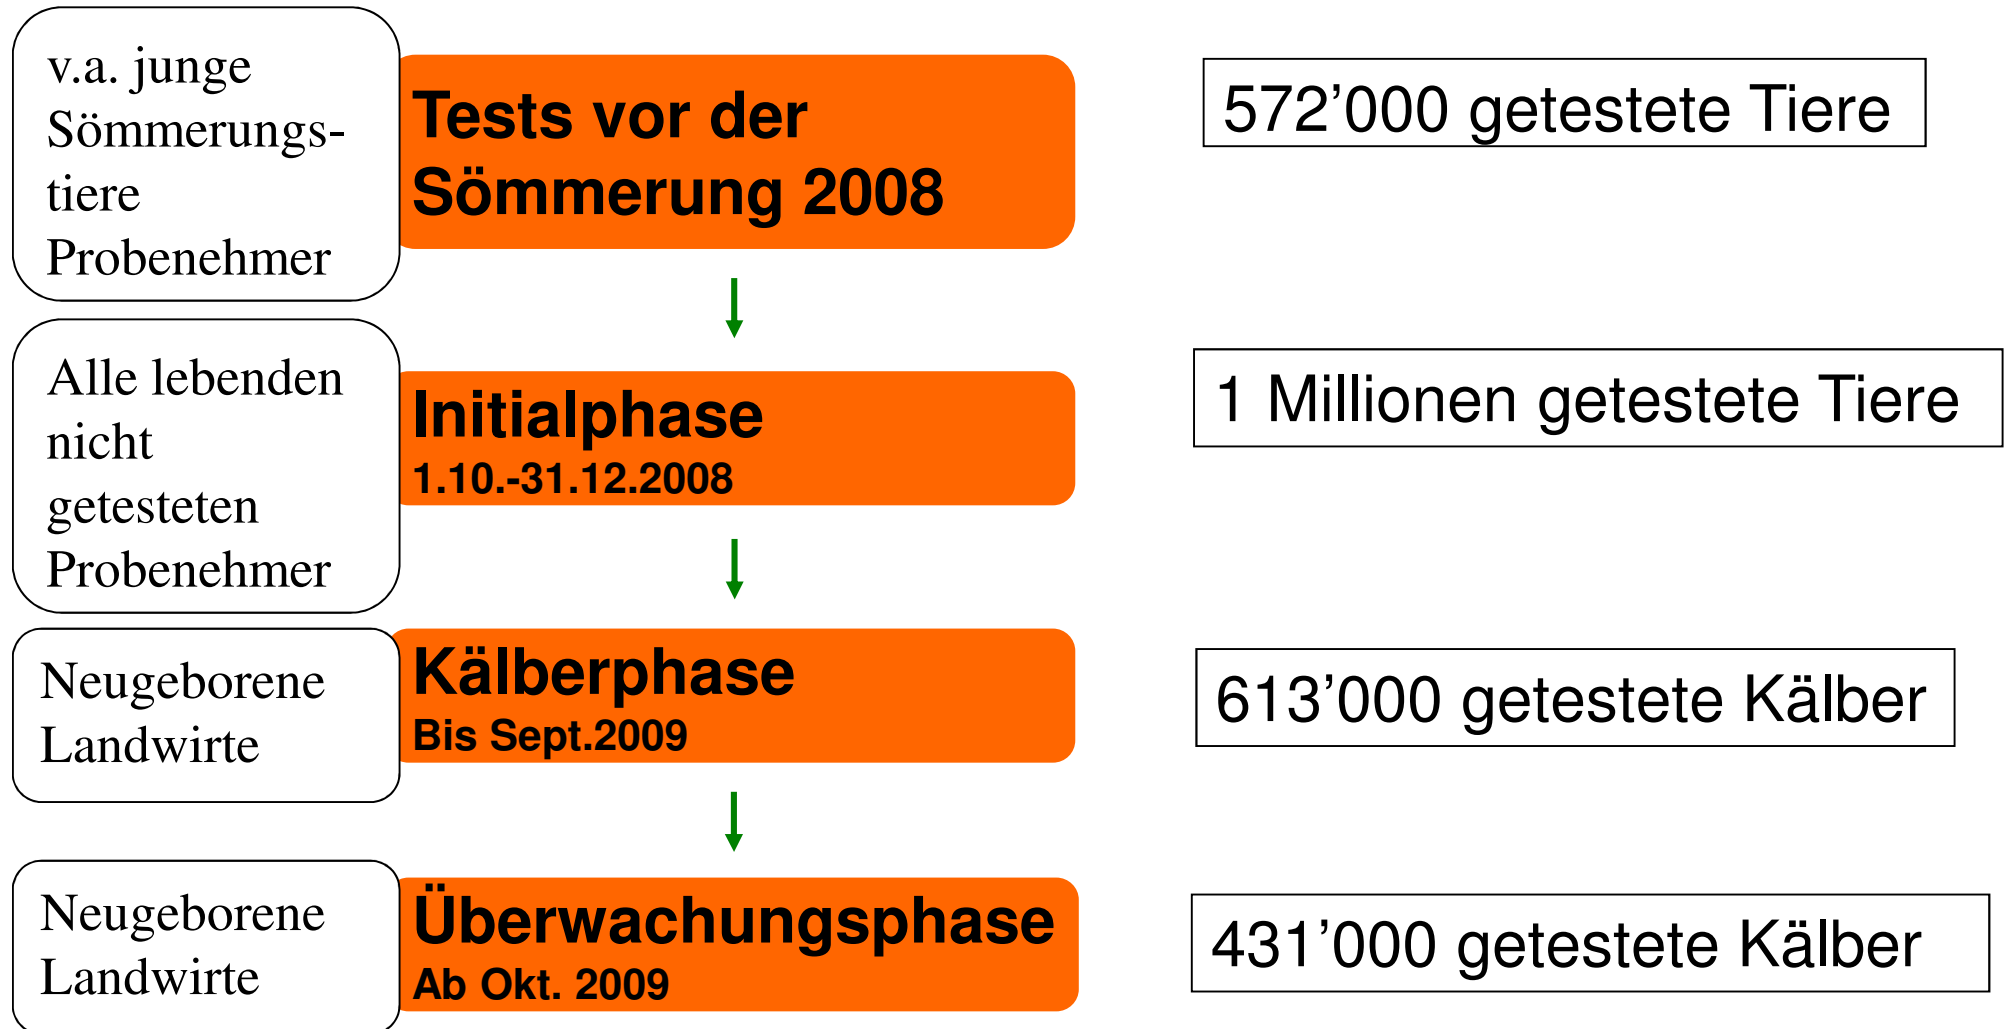 v.a. junge
Sömmerungs-
tiere
Probenehmer
Tests vor der
Sömmerung 2008
572’000 getestete Tiere
Alle lebenden
nicht
getesteten
Probenehmer
Initialphase
1.10.-31.12.2008
1 Millionen getestete Tiere
Neugeborene
Landwirte
Kälberphase
Bis Sept.2009
613’000 getestete Kälber
Neugeborene
Landwirte
Überwachungsphase
Ab Okt. 2009
431’000 getestete Kälber